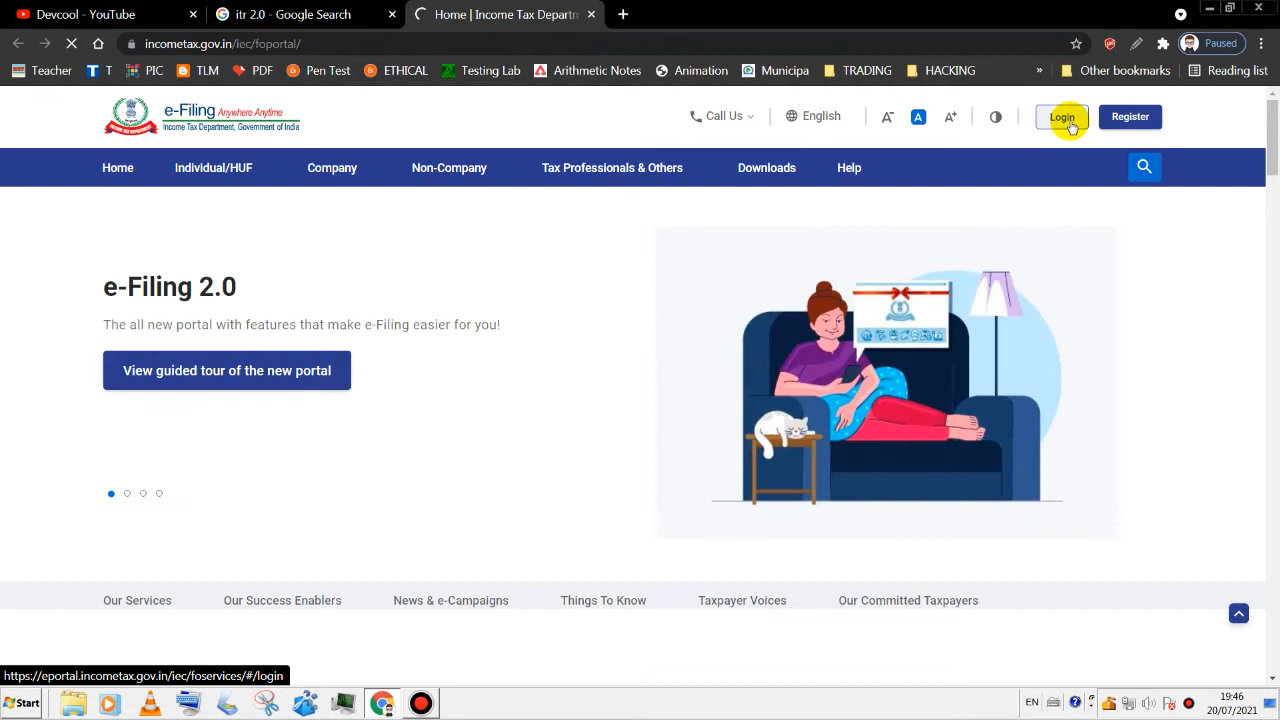 Devcool - YouTube
itr 2.0 - Google Search
Home | Income Tax Departm
incometax.gov.in/iec/foportal/
Paused
Teacher
T
PIC
TLM
PDF
Pen Test
ETHICAL
Testing Lab
Arithmetic Notes
Animation
Municipa
TRADING
HACKING
»
Other bookmarks
Reading list
e-Filing Anywhere Anytime
Income Tax Department, Government of India
Call Us
English
A-
A
A+
Login
Register
Home
Individual/HUF
Company
Non-Company
Tax Professionals & Others
Downloads
Help
e-Filing 2.0
The all new portal with features that make e-Filing easier for you!
View guided tour of the new portal
Our Services
Our Success Enablers
News & e-Campaigns
Things To Know
Taxpayer Voices
Our Committed Taxpayers
https://eportal.incometax.gov.in/iec/foservices/#/login
Start
EN
19:46
20/07/2021